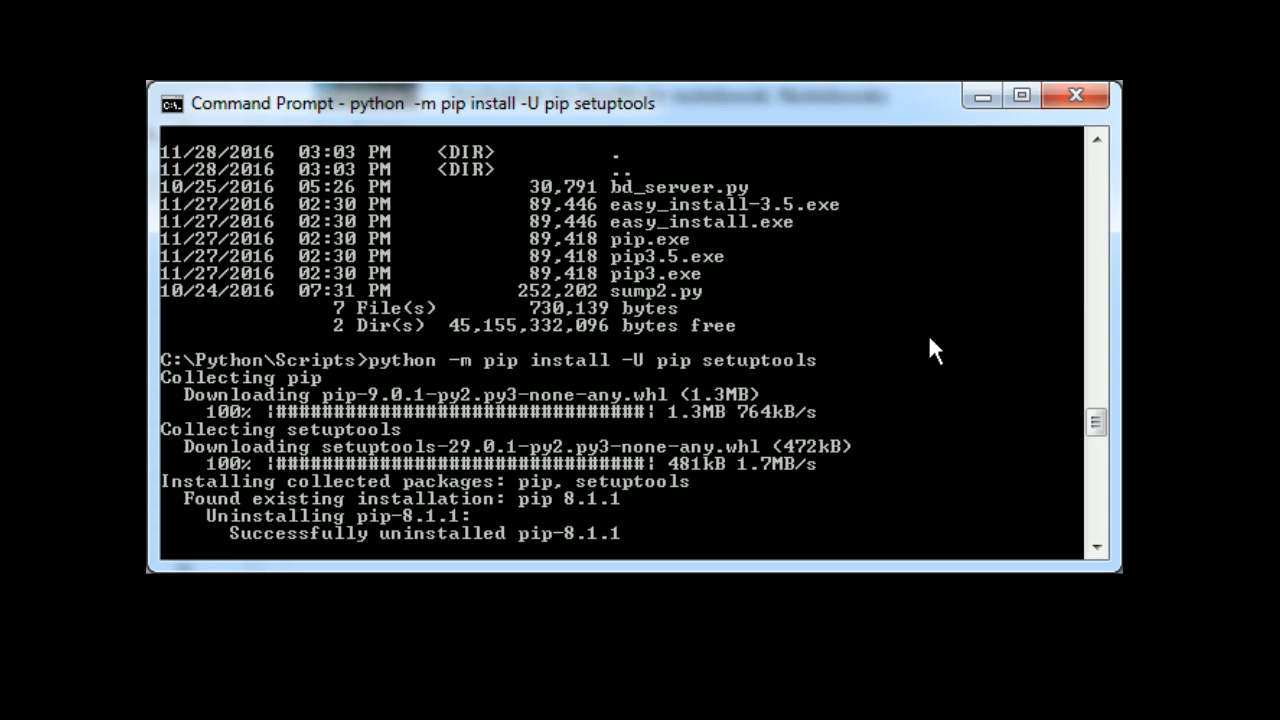 Command Prompt - python  -m pip install -U pip setuptools
11/28/2016  03:03 PM    <DIR>          .
11/28/2016  03:03 PM    <DIR>          ..
10/25/2016  05:26 PM            30,791 bd_server.py
11/27/2016  02:30 PM            89,446 easy_install-3.5.exe
11/27/2016  02:30 PM            89,446 easy_install.exe
11/27/2016  02:30 PM            89,418 pip.exe
11/27/2016  02:30 PM            89,418 pip3.5.exe
11/27/2016  02:30 PM            89,418 pip3.exe
10/24/2016  07:31 PM           252,202 sump2.py
               7 File(s)        730,139 bytes
               2 Dir(s)  45,155,332,096 bytes free
C:\Python\Scripts>python -m pip install -U pip setuptools
Collecting pip
  Downloading pip-9.0.1-py2.py3-none-any.whl (1.3MB)
    100% |################################| 1.3MB 764kB/s
Collecting setuptools
  Downloading setuptools-29.0.1-py2.py3-none-any.whl (472kB)
    100% |################################| 481kB 1.7MB/s
Installing collected packages: pip, setuptools
  Found existing installation: pip 8.1.1
    Uninstalling pip-8.1.1:
      Successfully uninstalled pip-8.1.1